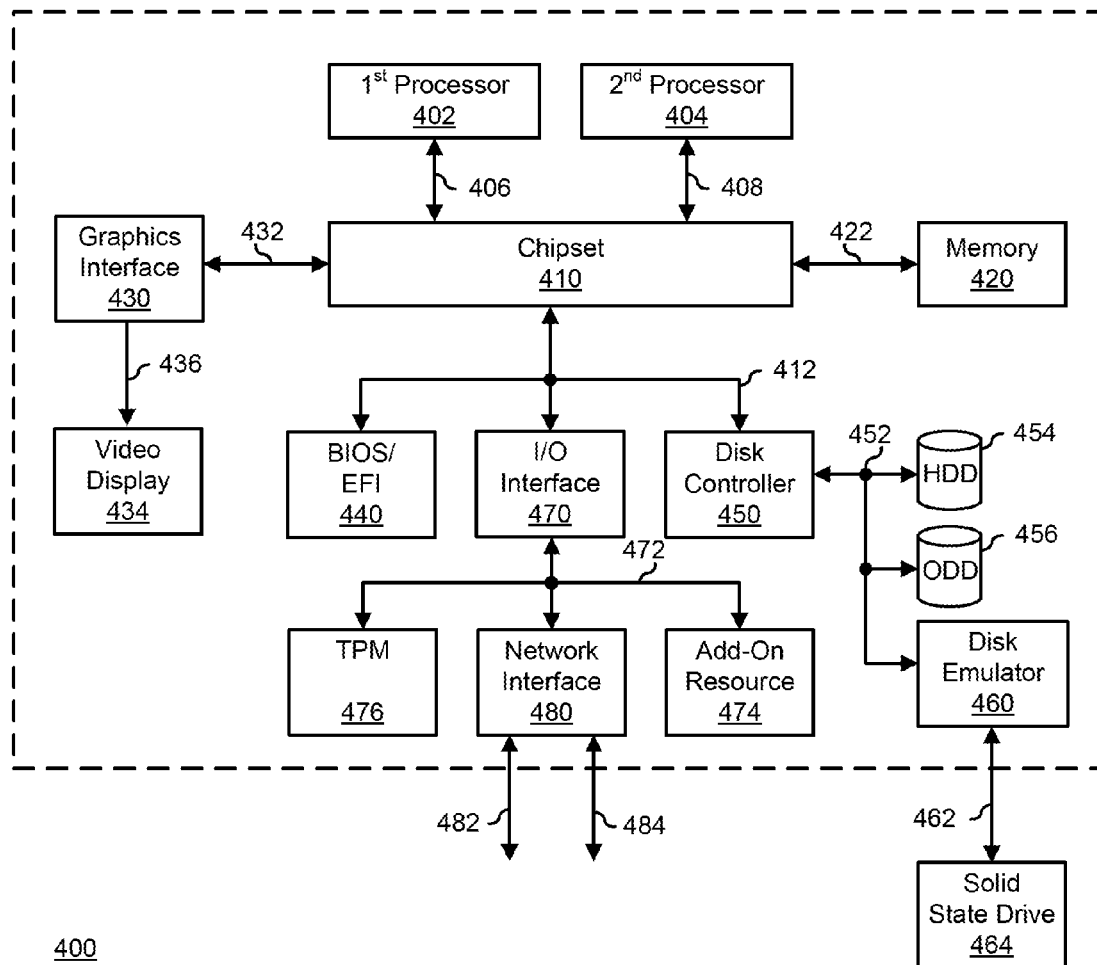 1st Processor
402
2nd Processor
404
406
408
Graphics
Interface
430
432
Chipset
410
422
Memory
420
436
412
Video
Display
434
BIOS/
EFI
440
I/O
Interface
470
Disk
Controller
450
452
HDD
454
ODD
456
472
TPM
476
Network
Interface
480
Add-On
Resource
474
Disk
Emulator
460
482
484
462
Solid
State Drive
464
400